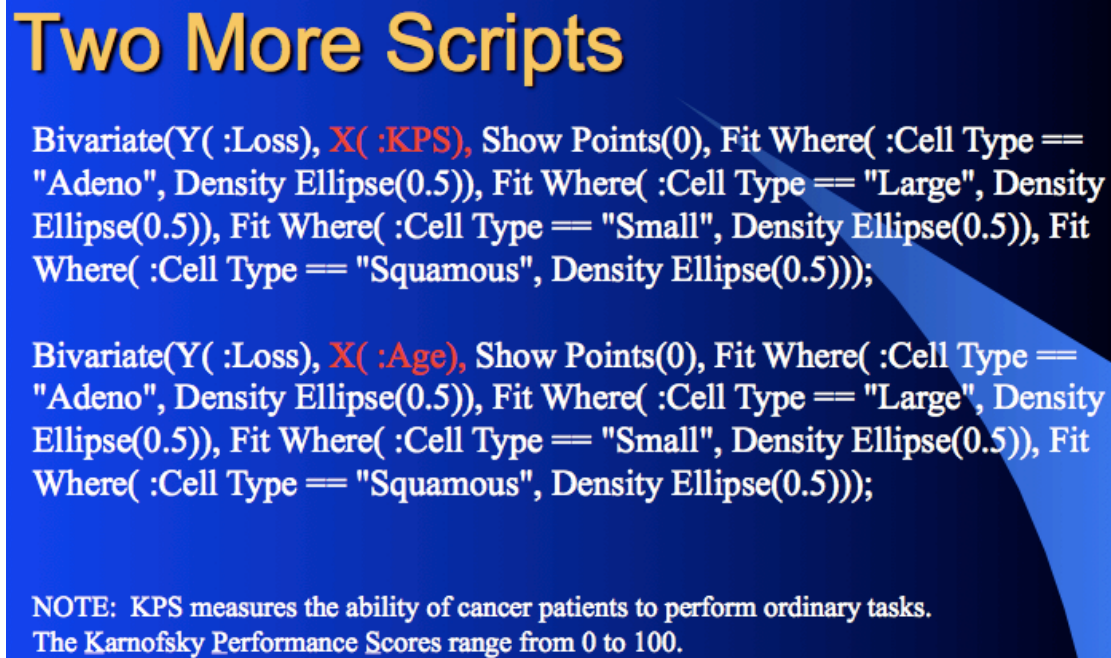 Two More Scripts
Bivariate(Y( :Loss), X( :KPS), Show Points(0), Fit Where( :Cell Type ==
"Adeno", Density Ellipse(0.5)), Fit Where( :Cell Type == "Large", Density
Ellipse(0.5)), Fit Where( :Cell Type == "Small", Density Ellipse(0.5)), Fit
Where( :Cell Type == "Squamous", Density Ellipse(0.5)));
Bivariate(Y( :Loss), X( :Age), Show Points(0), Fit Where( :Cell Type ==
"Adeno", Density Ellipse(0.5)), Fit Where( :Cell Type == "Large", Density
Ellipse(0.5)), Fit Where( :Cell Type == "Small", Density Ellipse(0.5)), Fit
Where( :Cell Type == "Squamous", Density Ellipse(0.5)));
NOTE: KPS measures the ability of cancer patients to perform ordinary tasks.
The Karnofsky Performance Scores range from 0 to 100.